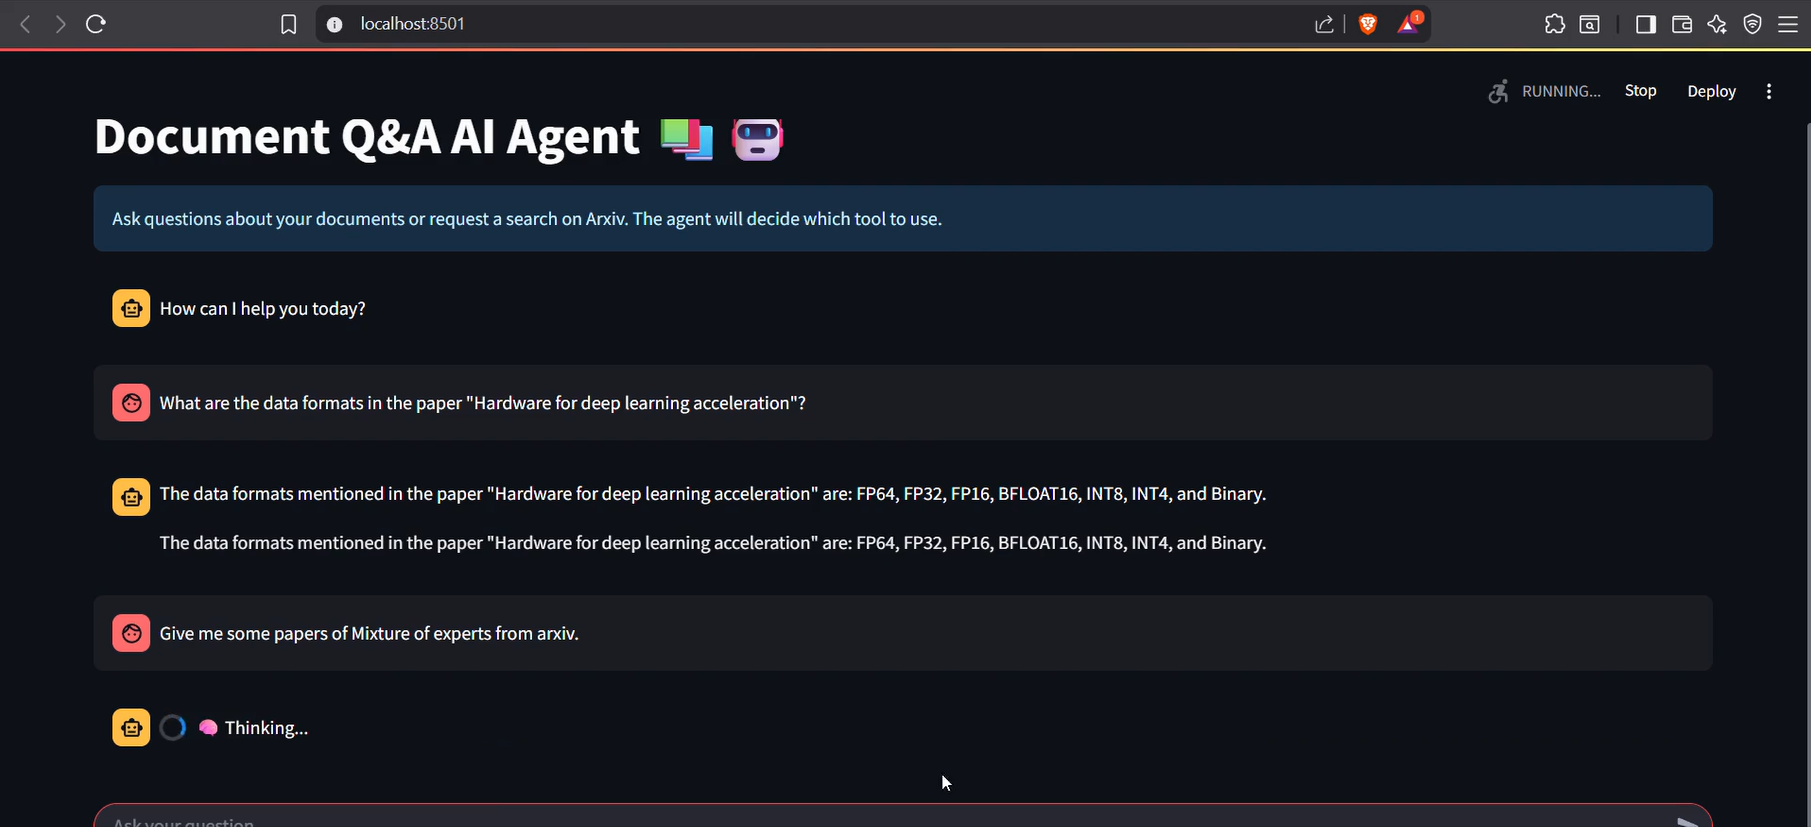 localhost:8501
1
RUNNING...
Stop
Deploy
Document Q&A AI Agent
Ask questions about your documents or request a search on Arxiv. The agent will decide which tool to use.
How can I help you today?
What are the data formats in the paper "Hardware for deep learning acceleration"?
The data formats mentioned in the paper "Hardware for deep learning acceleration" are: FP64, FP32, FP16, BFLOAT16, INT8, INT4, and Binary.
The data formats mentioned in the paper "Hardware for deep learning acceleration" are: FP64, FP32, FP16, BFLOAT16, INT8, INT4, and Binary.
Give me some papers of Mixture of experts from arxiv.
Thinking...
Ask your question